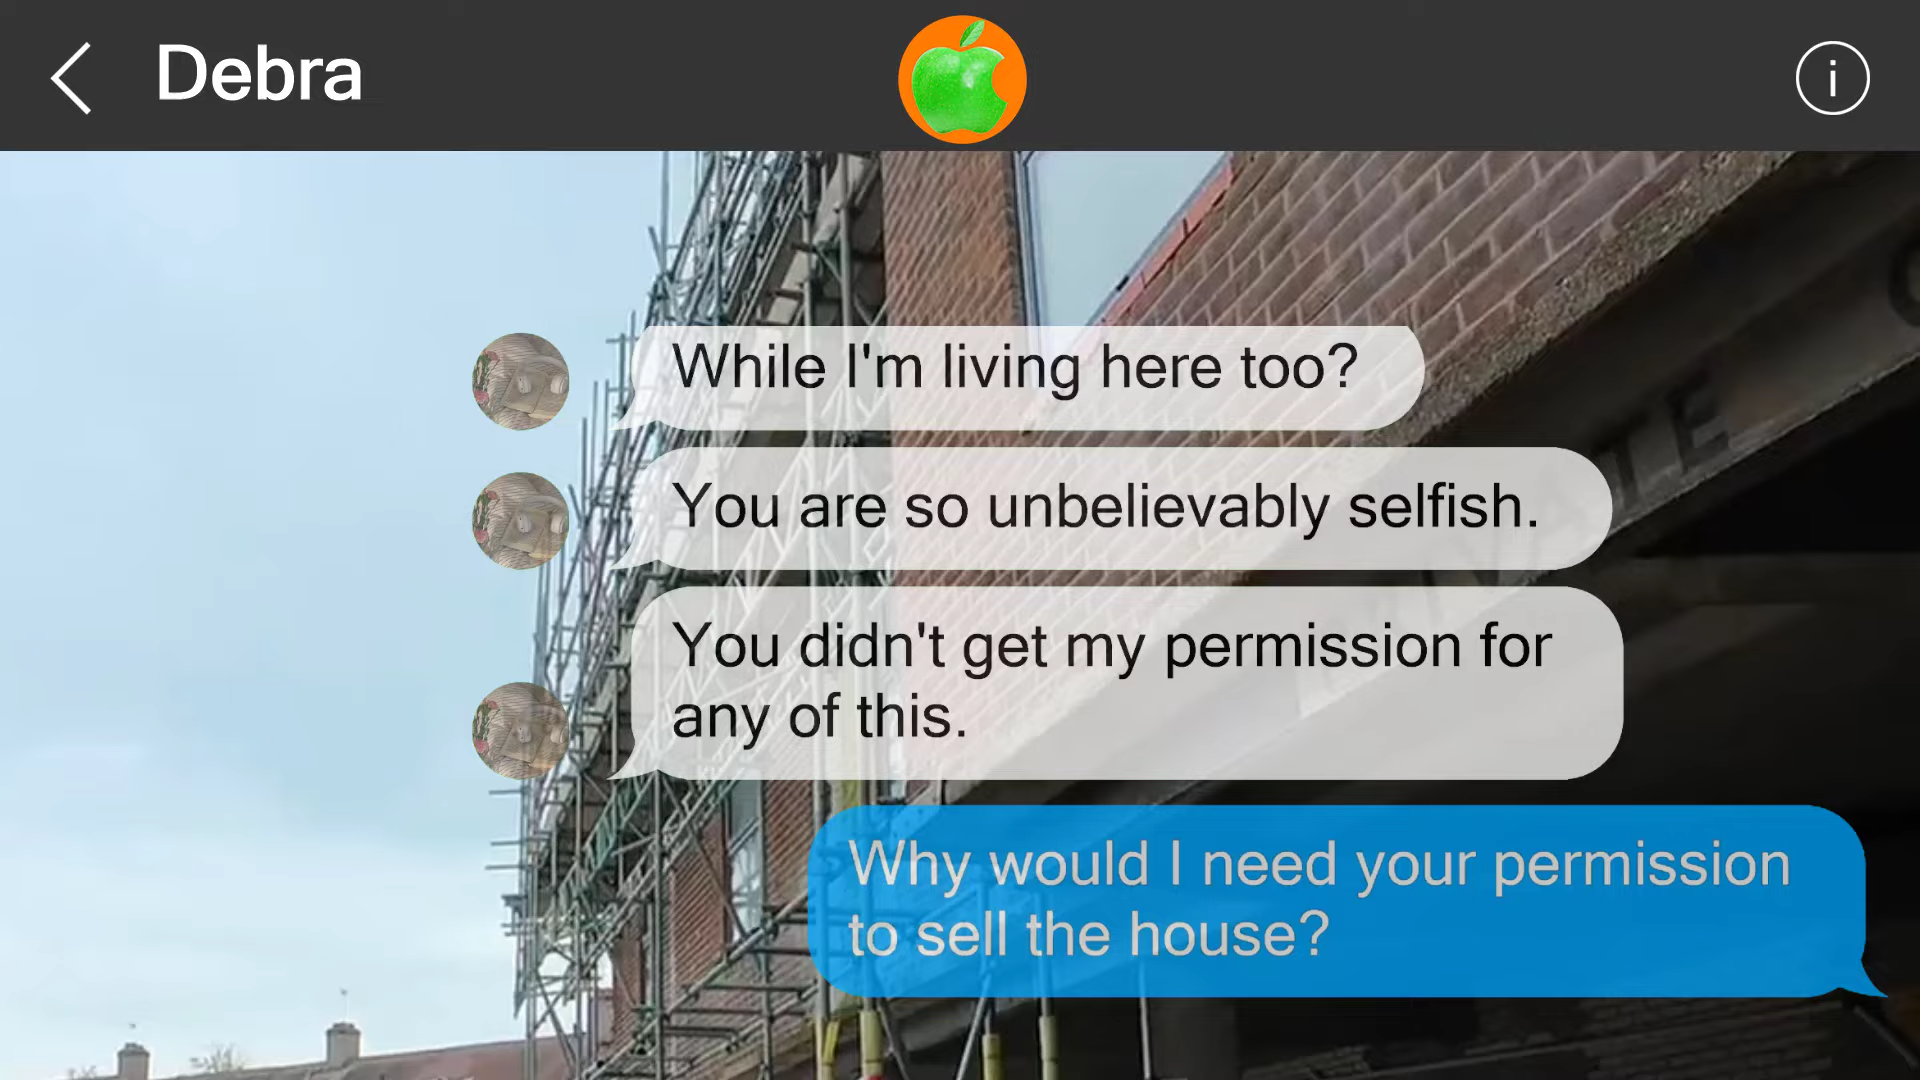 Debra
While I'm living here too?
You are so unbelievably selfish.
You didn't get my permission for
any of this.
Why would I need your permission
to sell the house?